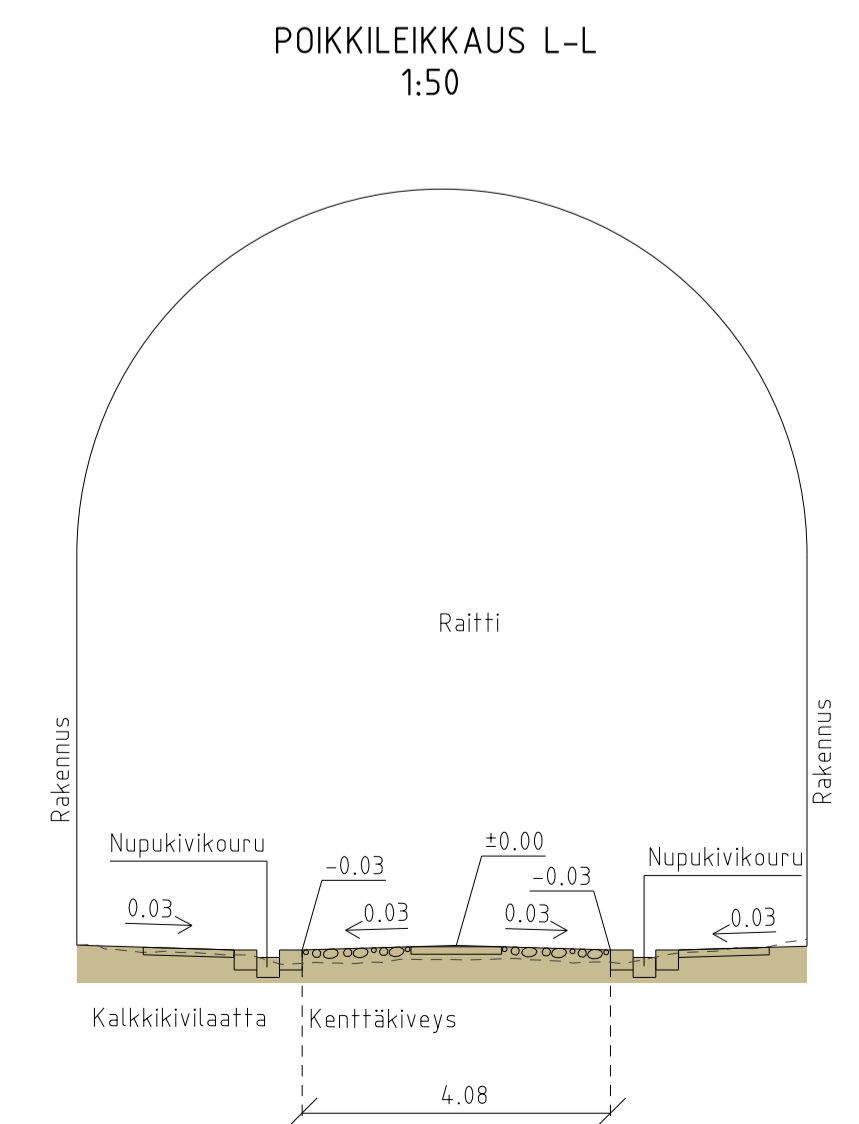 POIKKILEIKKAUS L-L
1:50
Raitti
Rakennus
Rakennus
Nupukivikouru
±0.00
Nupukivikouru
-0.03
-0.03
0.03
0.03
0.03
0.03
Kalkkikivilaatta
Kenttäkiveys
4.08